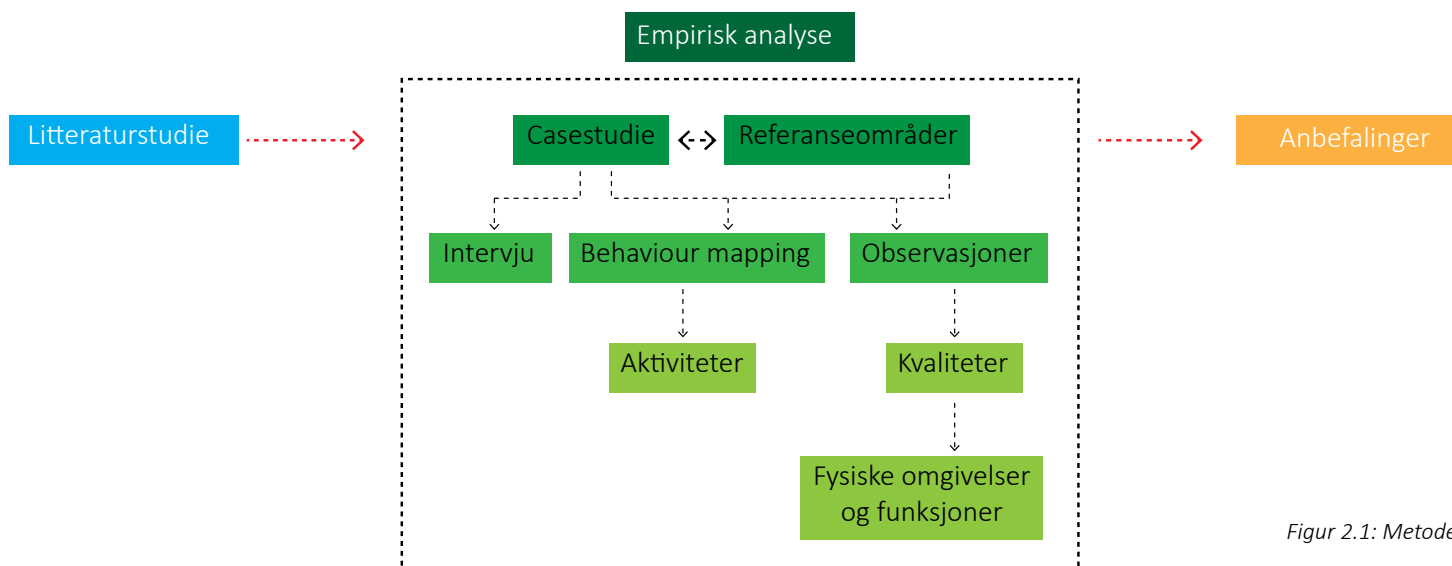 Empirisk analyse
Litteraturstudie
Casestudie
Referanseområder
Anbefalinger
Intervju
Behaviour mapping
Observasjoner
Aktiviteter
Kvaliteter
Fysiske omgivelser
og funksjoner
Figur 2.1: Metode